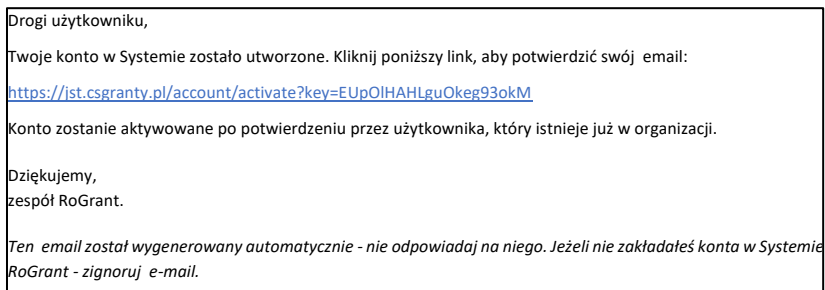 Drogi użytkowniku,
Twoje konto w Systemie zostało utworzone. Kliknij poniższy link, aby potwierdzić swój email:
https://jst.csgranty.pl/account/activate?key=EUpOlHAHLguOkeg93okM
Konto zostanie aktywowane po potwierdzeniu przez użytkownika, który istnieje już w organizacji.
Dziękujemy,
zespół RoGrant.
Ten email został wygenerowany automatycznie - nie odpowiadaj na niego. Jeżeli nie zakładałeś konta w Systemie
RoGrant - zignoruj e-mail.